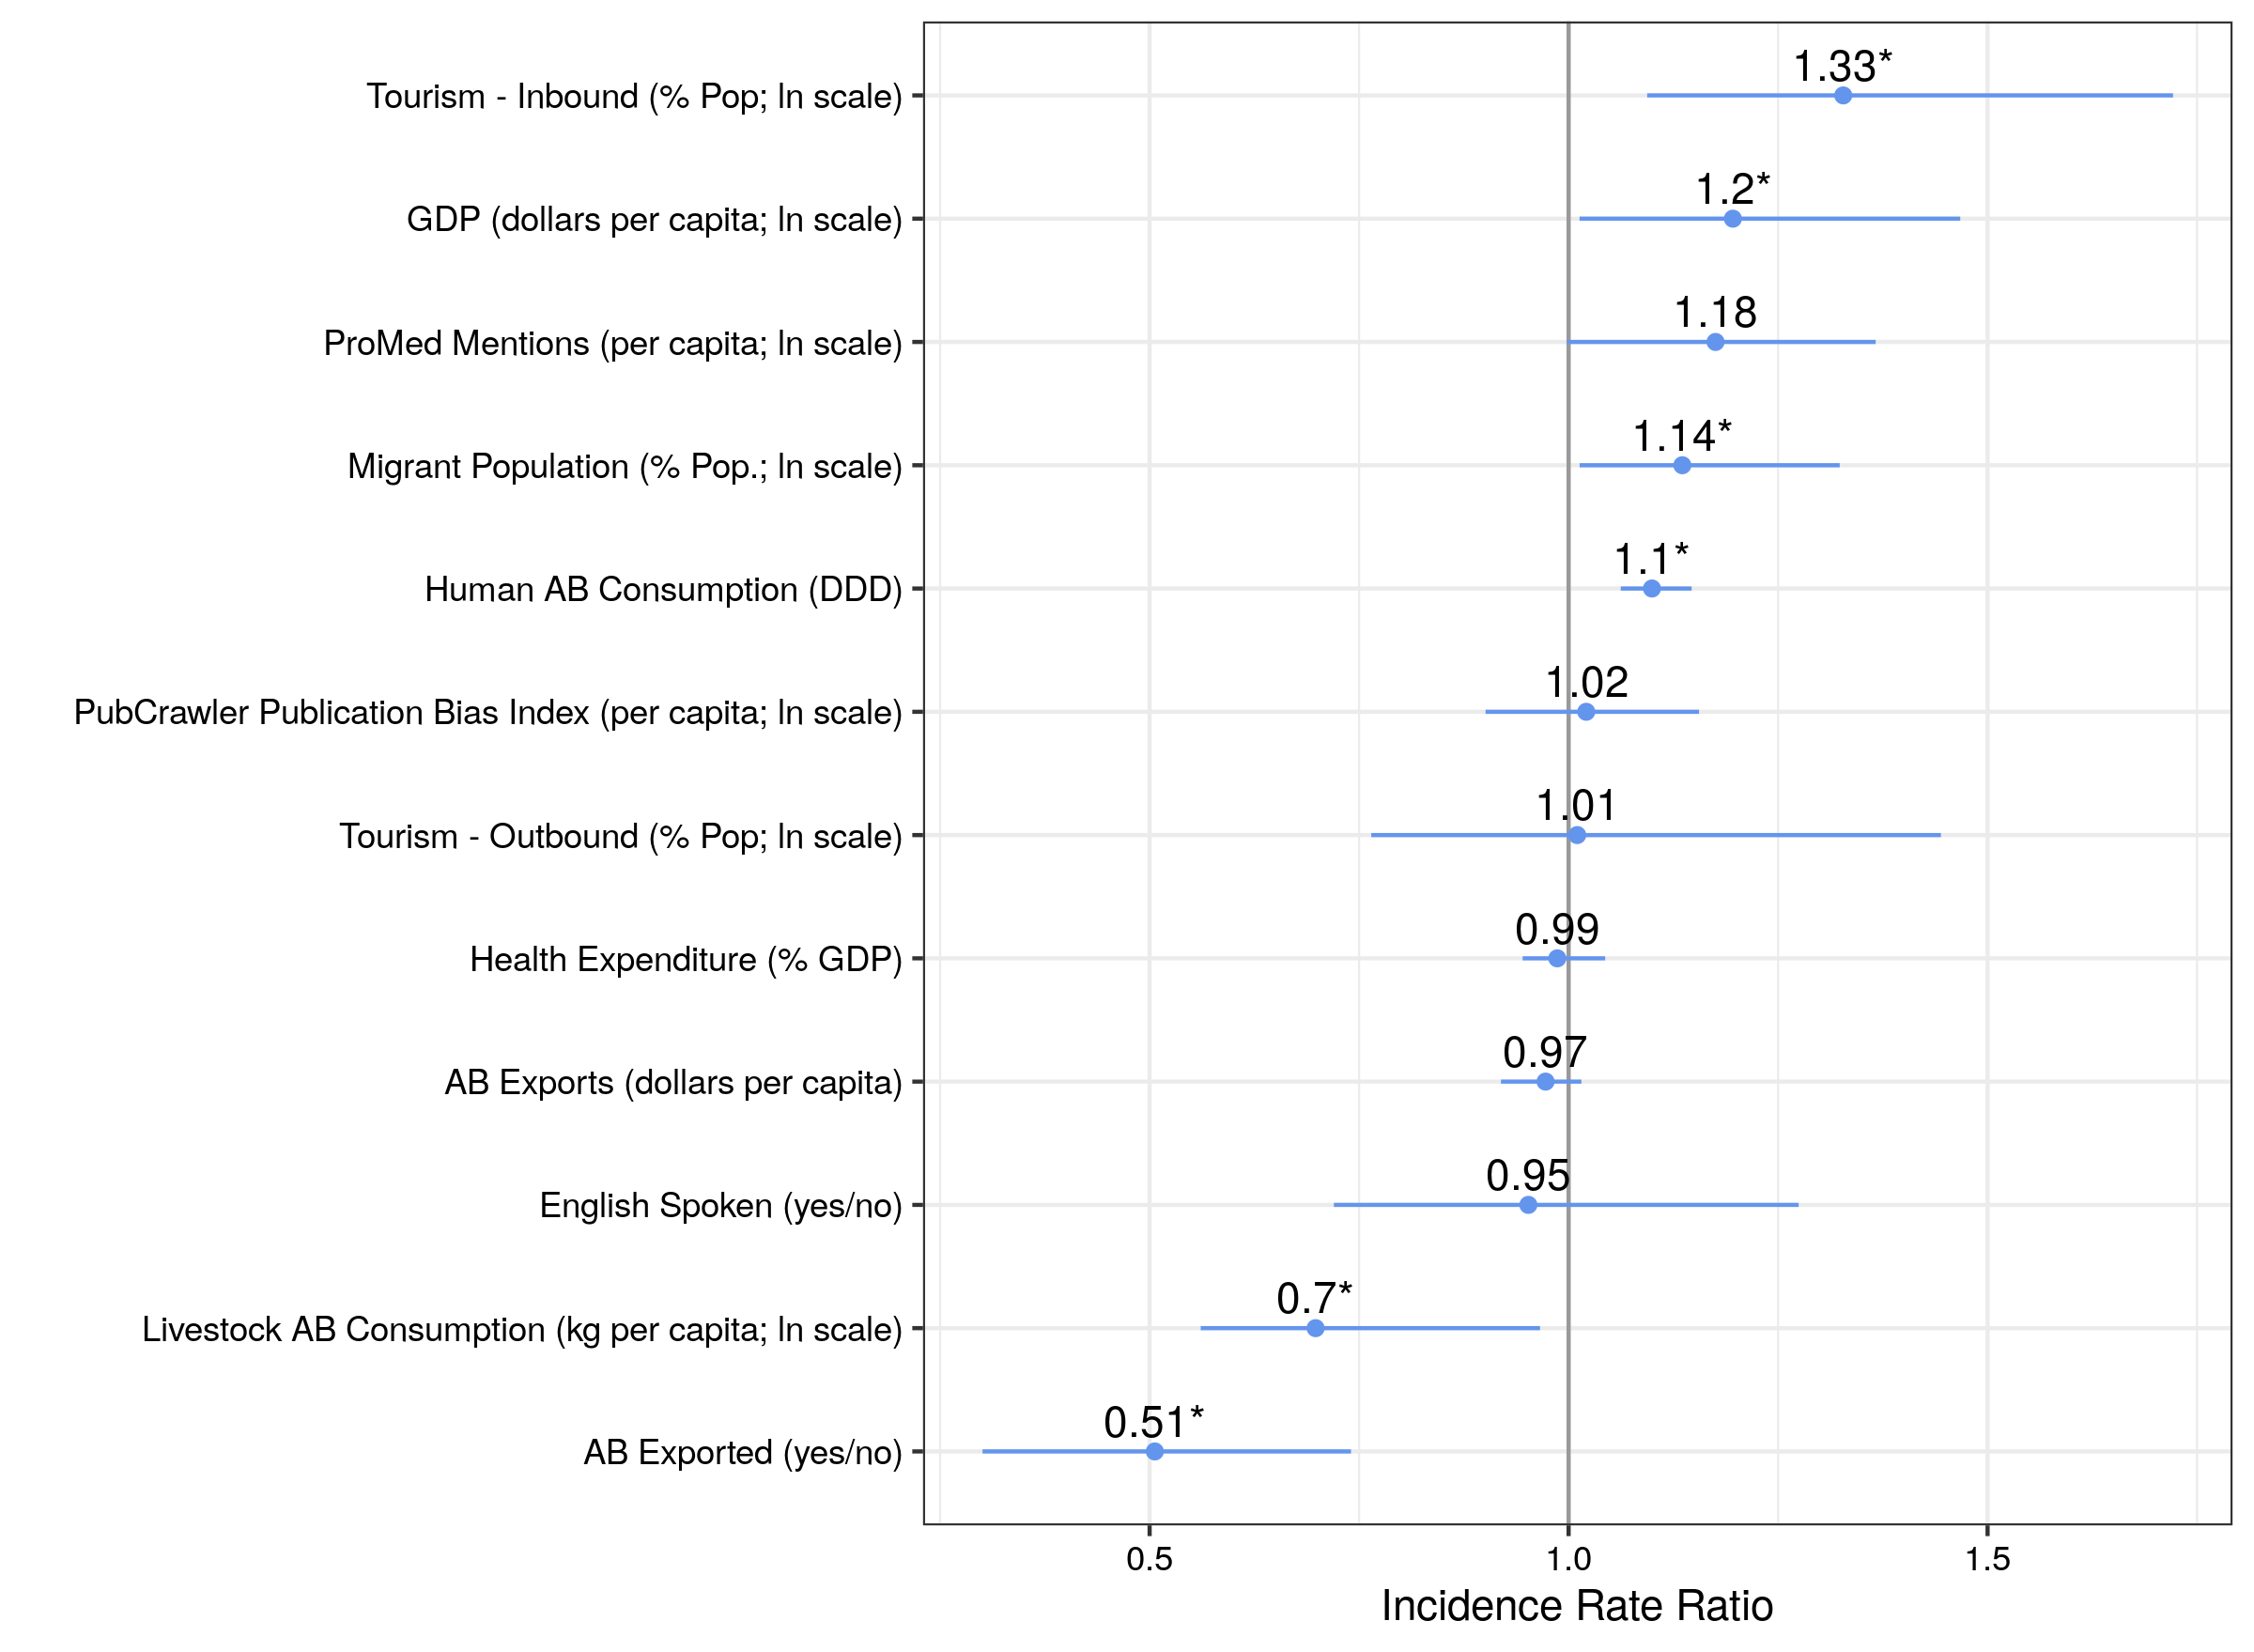 1.33*
Tourism - Inbound (% Pop; ln scale)
1.2*
GDP (dollars per capita; ln scale)
1.18
ProMed Mentions (per capita; ln scale)
1.14*
Migrant Population (% Pop.; ln scale)
1.1*
Human AB Consumption (DDD)
1.02
PubCrawler Publication Bias Index (per capita; ln scale)
1.01
Tourism - Outbound (% Pop; ln scale)
0.99
Health Expenditure (% GDP)
0.97
AB Exports (dollars per capita)
0.95
English Spoken (yes/no)
0.7*
Livestock AB Consumption (kg per capita; ln scale)
0.51*
AB Exported (yes/no)
0.5 1.0 1.5
Incidence Rate Ratio